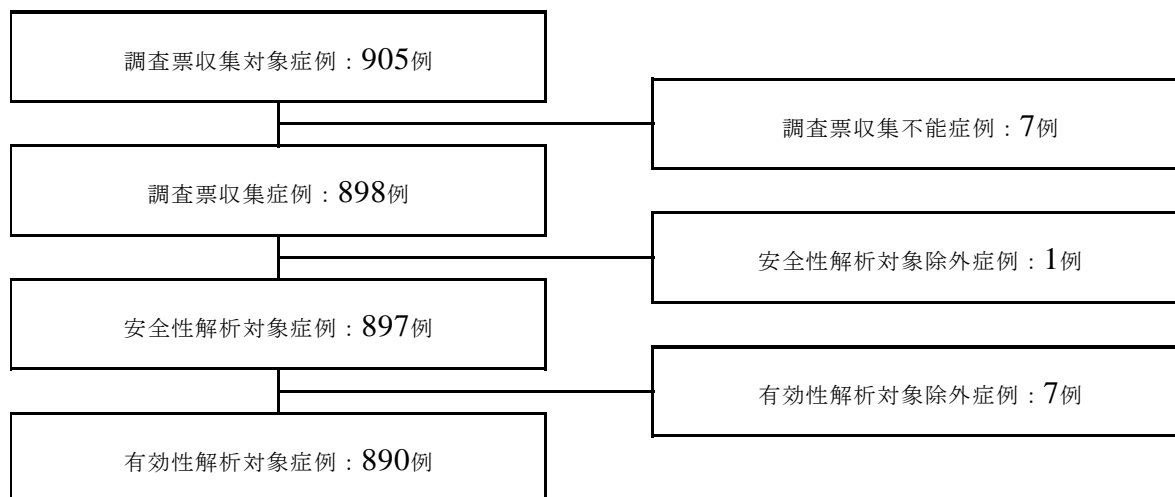 調査票収集対象症例：905例
調査票収集不能症例：7例
調査票収集症例：898例
安全性解析対象除外症例：1例
安全性解析対象症例：897例
有効性解析対象除外症例：7例
有効性解析対象症例：890例